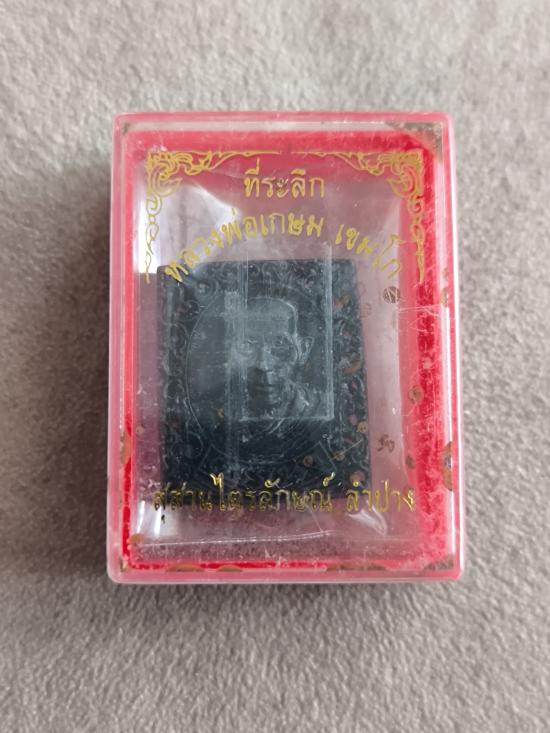 ที่ระลึก
หลวงพ่อเกษม เขมโก
สุสานไตรลักษณ์ ลำปาง